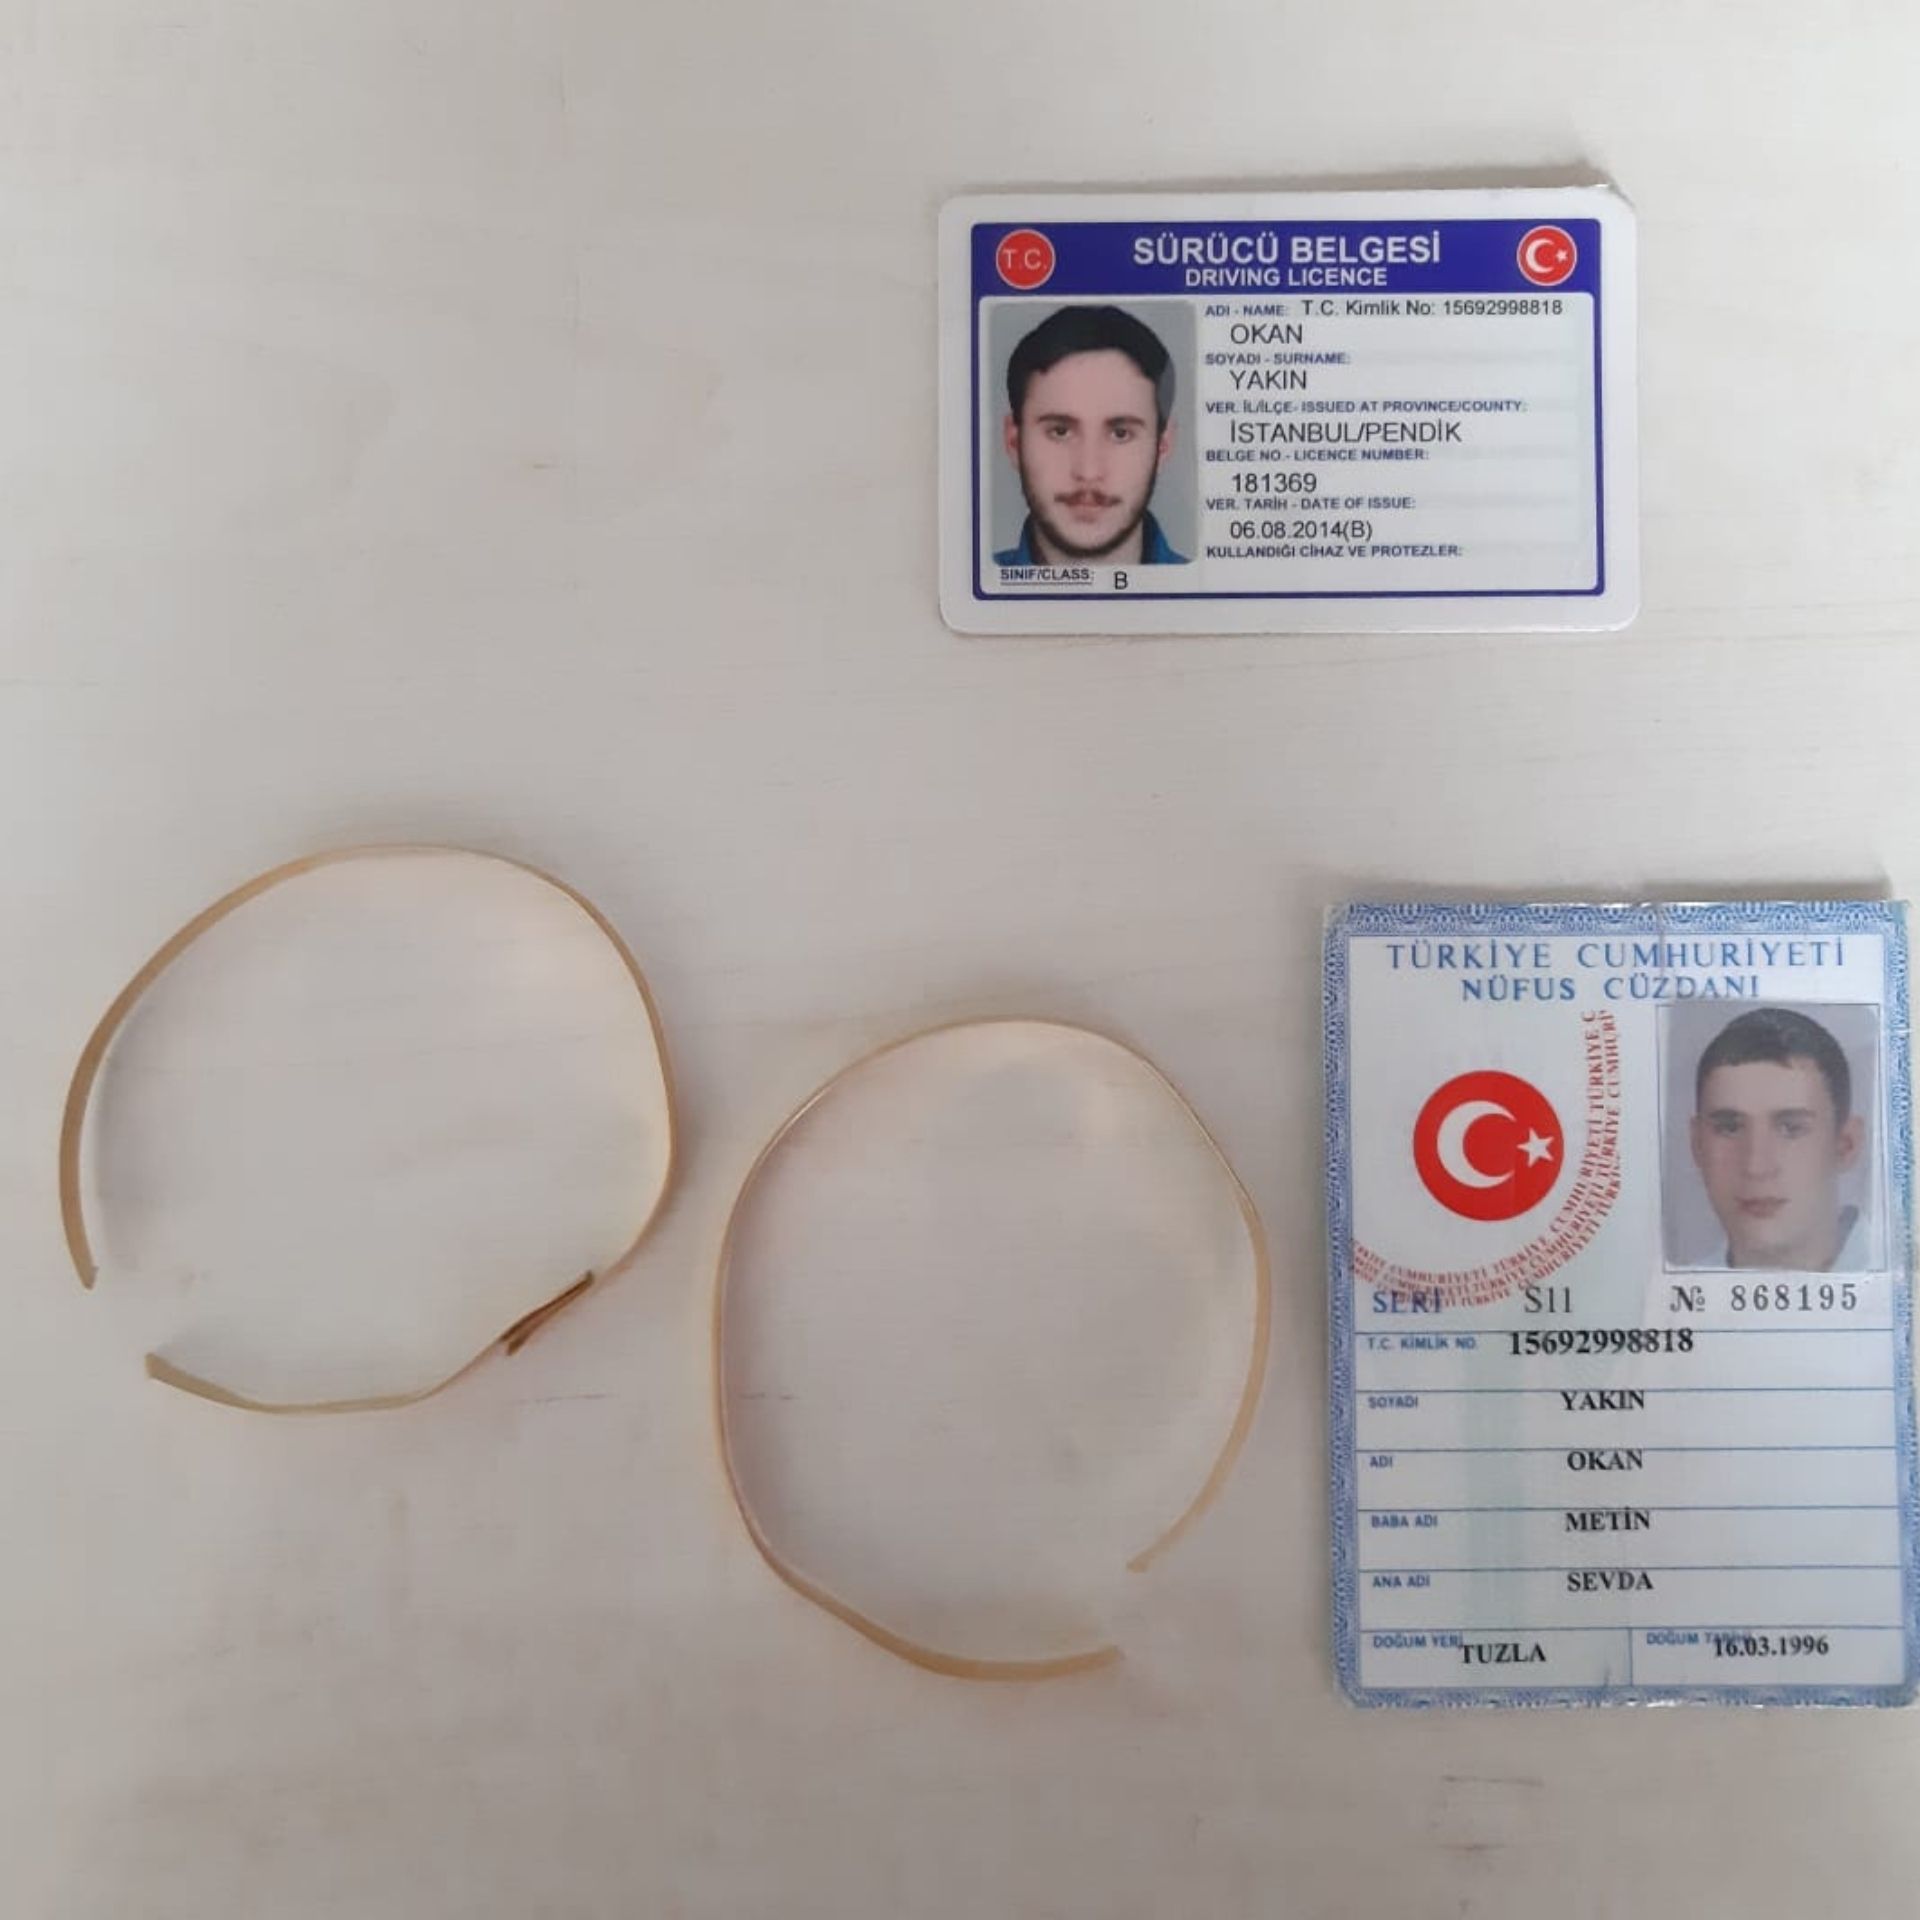 T.C.
SÜRÜCÜ BELGESİ
DRIVING LICENCE
ADI - NAME: T.C. Kimlik No: 15692998818
OKAN
SOYADI - SURNAME:
YAKIN
VER. İL/İLÇE- ISSUED AT PROVINCE/COUNTY:
İSTANBUL/PENDİK
BELGE NO.- LICENCE NUMBER:
181369
VER. TARİH - DATE OF ISSUE:
06.08.2014(B)
KULLANDIĞI CİHAZ VE PROTEZLER:
SINIF/CLASS: B
TÜRKİYE CUMHURİYETİ
NÜFUS CÜZDANI
SERİ S11 № 868195
T.C. KİMLİK NO. 15692998818
SOYADI YAKIN
ADI OKAN
BABA ADI METİN
ANA ADI SEVDA
DOĞUM YERİ TUZLA DOĞUM 16.03.1996